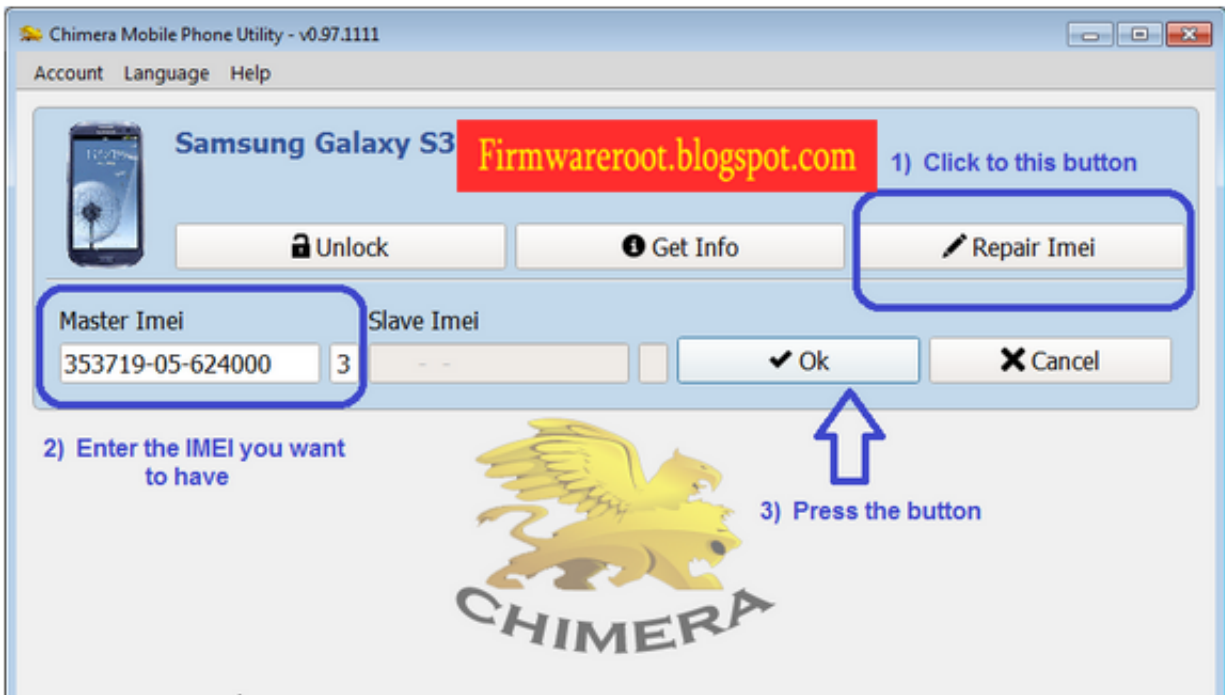 Chimera Mobile Phone Utility - v0.97.1111
Account Language Help
Samsung Galaxy S3
Firmwareroot.blogspot.com
1) Click to this button
Unlock
Get Info
Repair Imei
Master Imei
Slave Imei
353719-05-624000 3
- -
Ok
Cancel
2) Enter the IMEI you want
to have
3) Press the button
CHIMERA